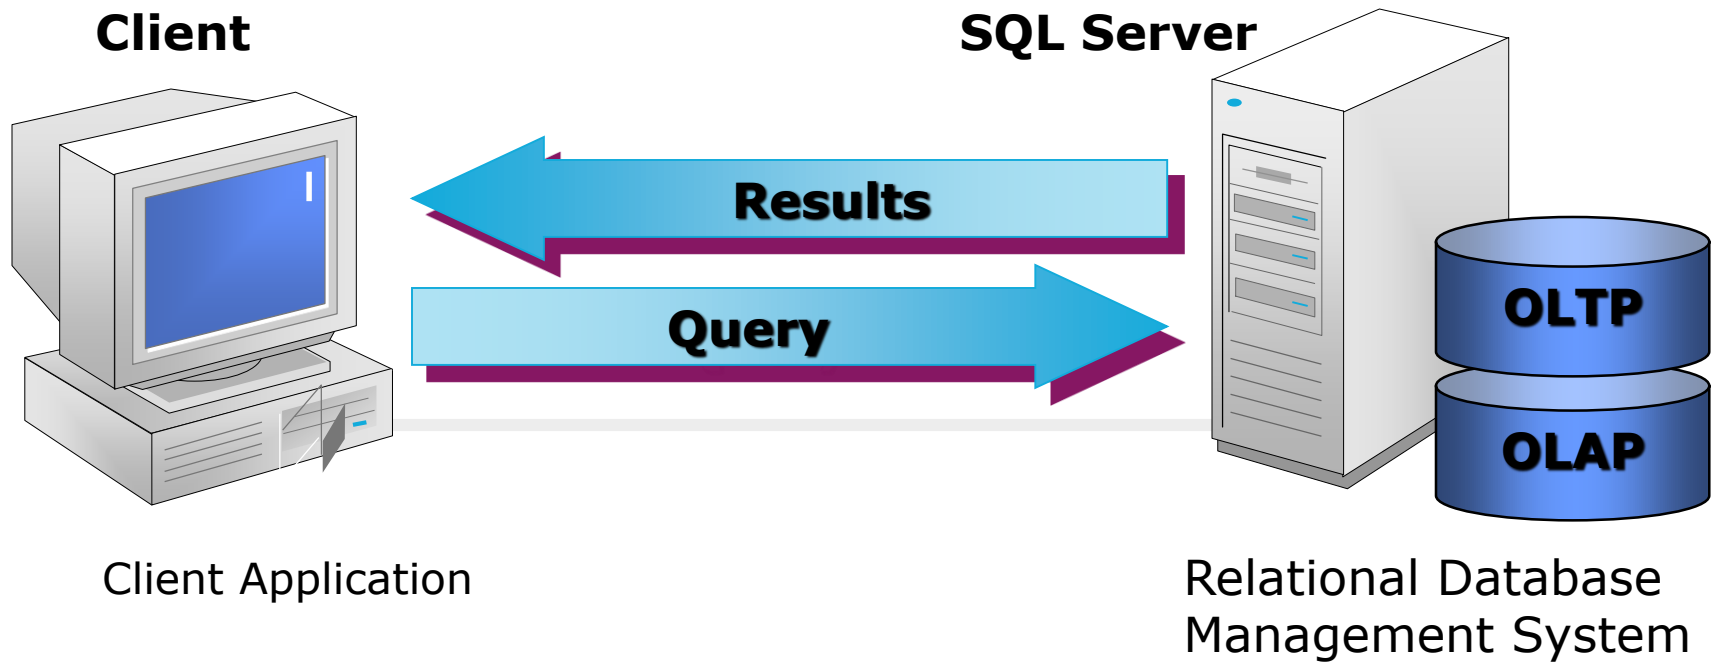 Client
SQL Server
Results
Query
OLTP
OLAP
Client Application
Relational Database
Management System